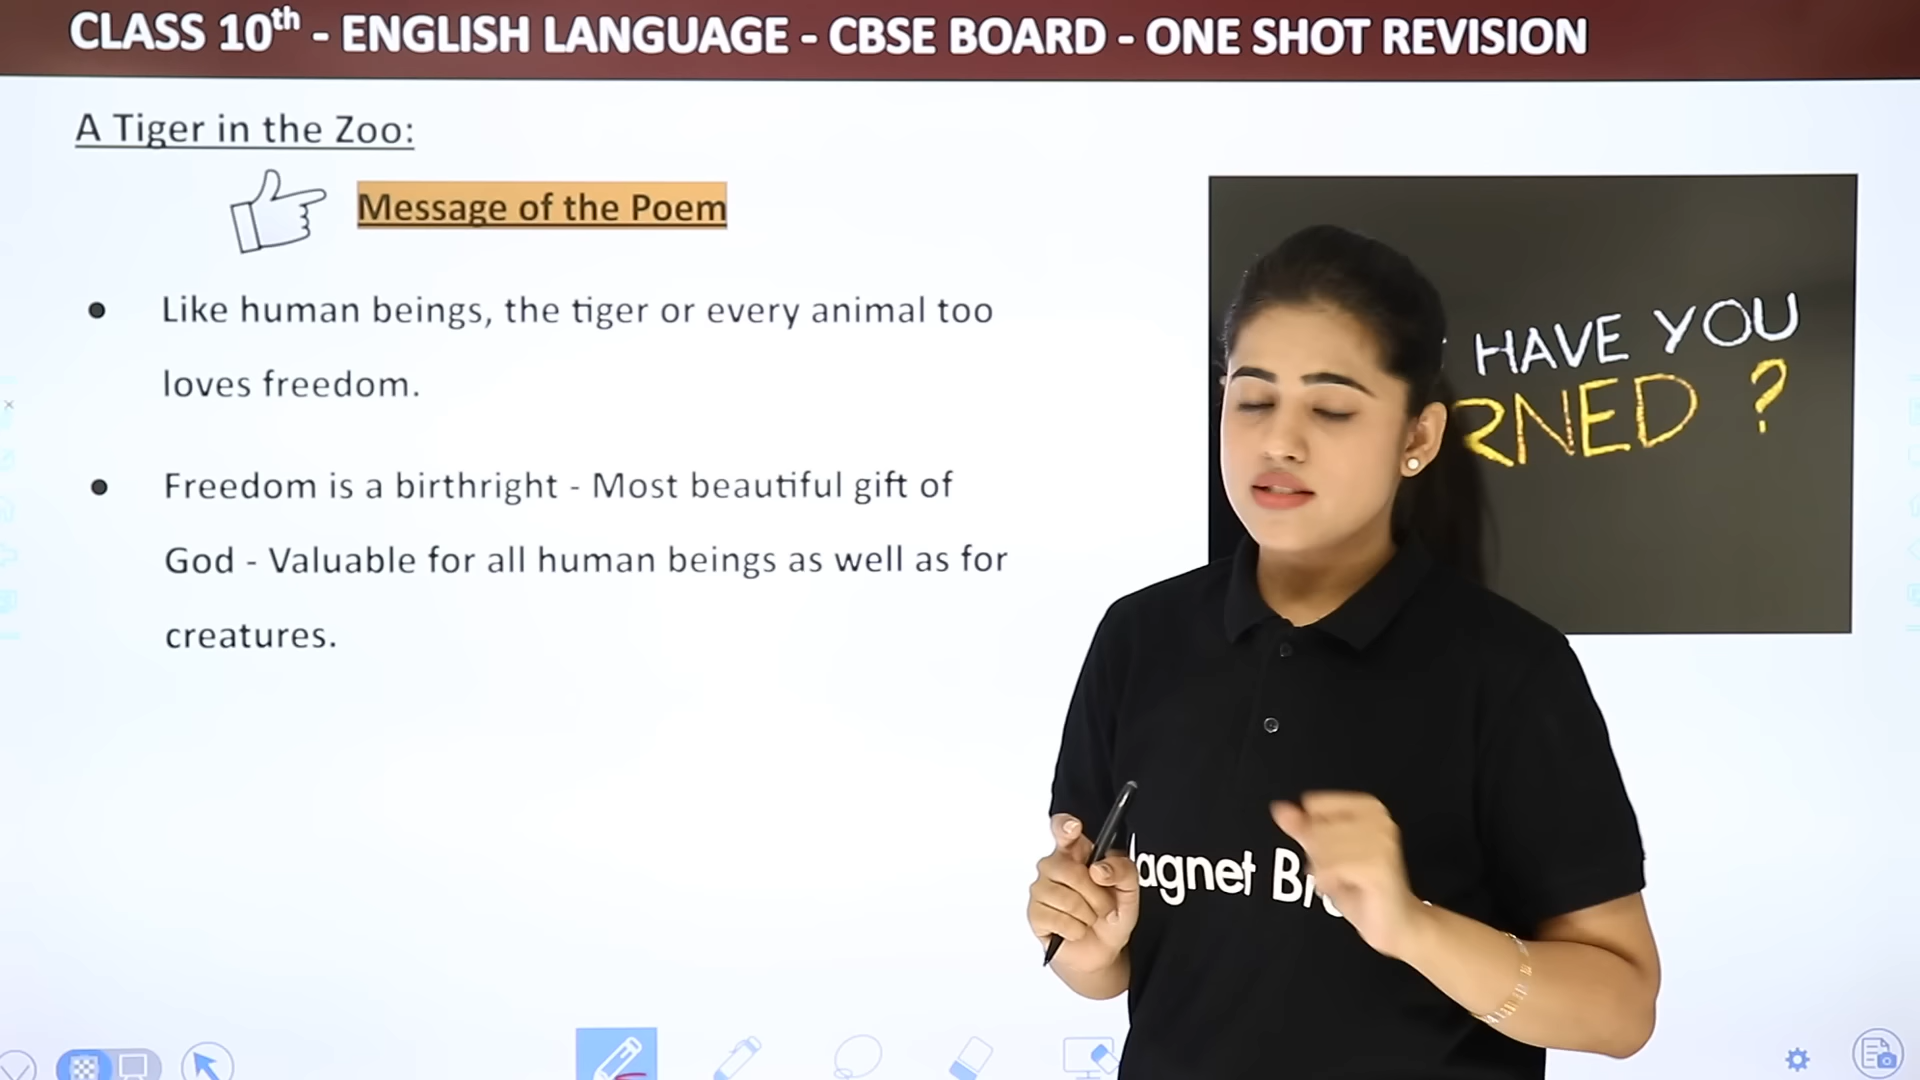 CLASS 10th - ENGLISH LANGUAGE - CBSE BOARD - ONE SHOT REVISION
A Tiger in the Zoo:
Message of the Poem
Like human beings, the tiger or every animal too
loves freedom.
Freedom is a birthright - Most beautiful gift of
God - Valuable for all human beings as well as for
creatures.
HAVE YOU
RNED ?
agnet Br